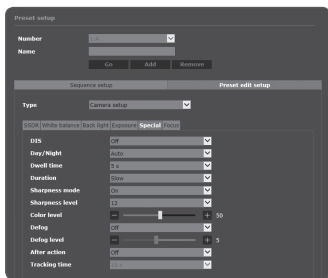 Preset setup
Number
Name
Go Add Remove
Sequence setup Preset edit setup
Type Camera setup
SSDR White balance Back light Exposure Special Focus
DIS Off
Day/Night Auto
Dwell time 5 s
Duration Slow
Sharpness mode On
Sharpness level 12
Color level 50
Defog Off
Defog level 5
After action Off
Tracking time